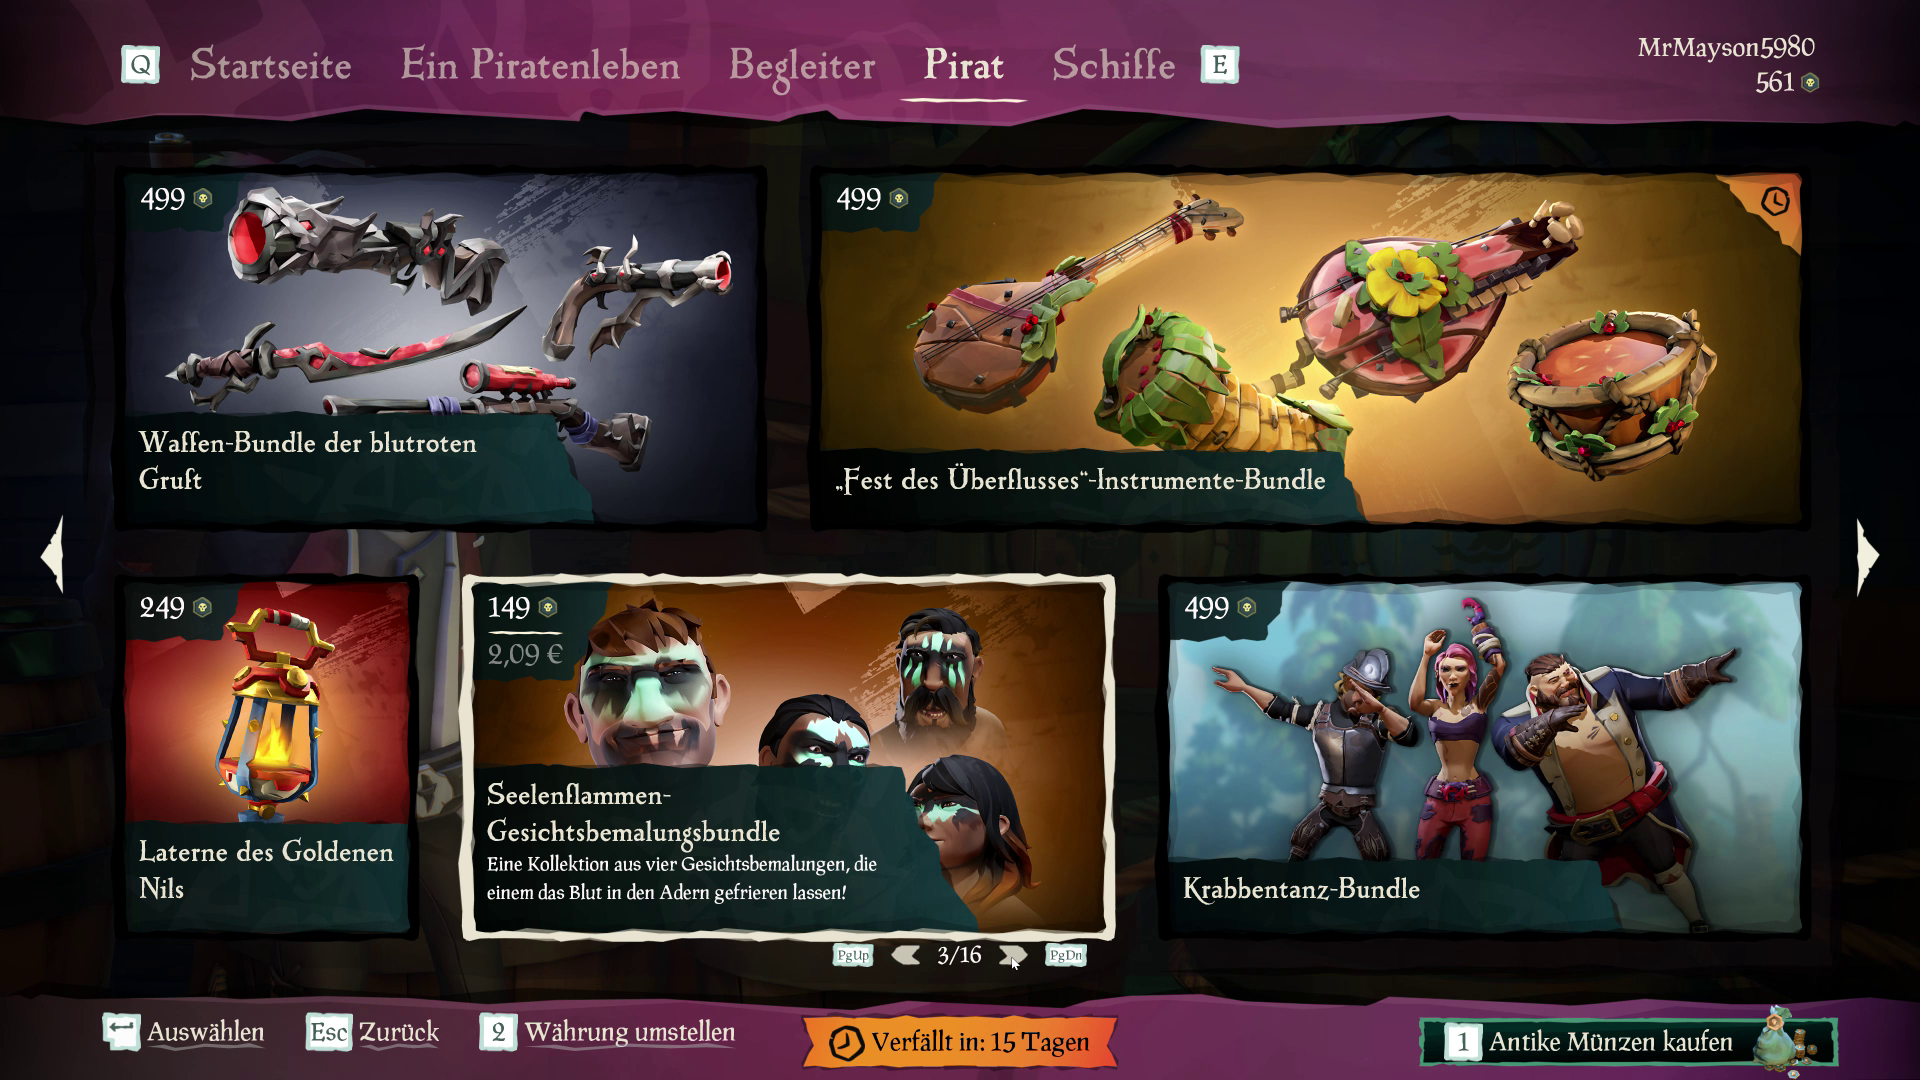 Q Startseite Ein Piratenleben Begleiter Pirat Schiffe E
MrMayson5980
561
499
Waffen-Bundle der blutroten
Gruft
499
„Fest des Überflusses“-Instrumente-Bundle
249
Laterne des Goldenen
Nils
149
2,09 €
Seelenflammen-
Gesichtsbemalungsbundle
Eine Kollektion aus vier Gesichtsbemalungen, die
einem das Blut in den Adern gefrieren lassen!
499
Krabbentanz-Bundle
PgUp 3/16 PgDn
Auswählen Esc Zurück 2 Währung umstellen
Verfällt in: 15 Tagen
1 Antike Münzen kaufen